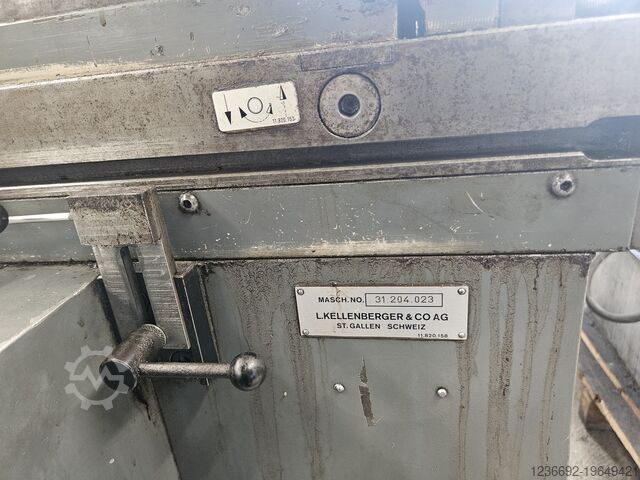 11.820.153
MASCH. NO. 31.204.023
L.KELLENBERGER & CO AG
ST. GALLEN SCHWEIZ
11.820.158
1236692-19649421